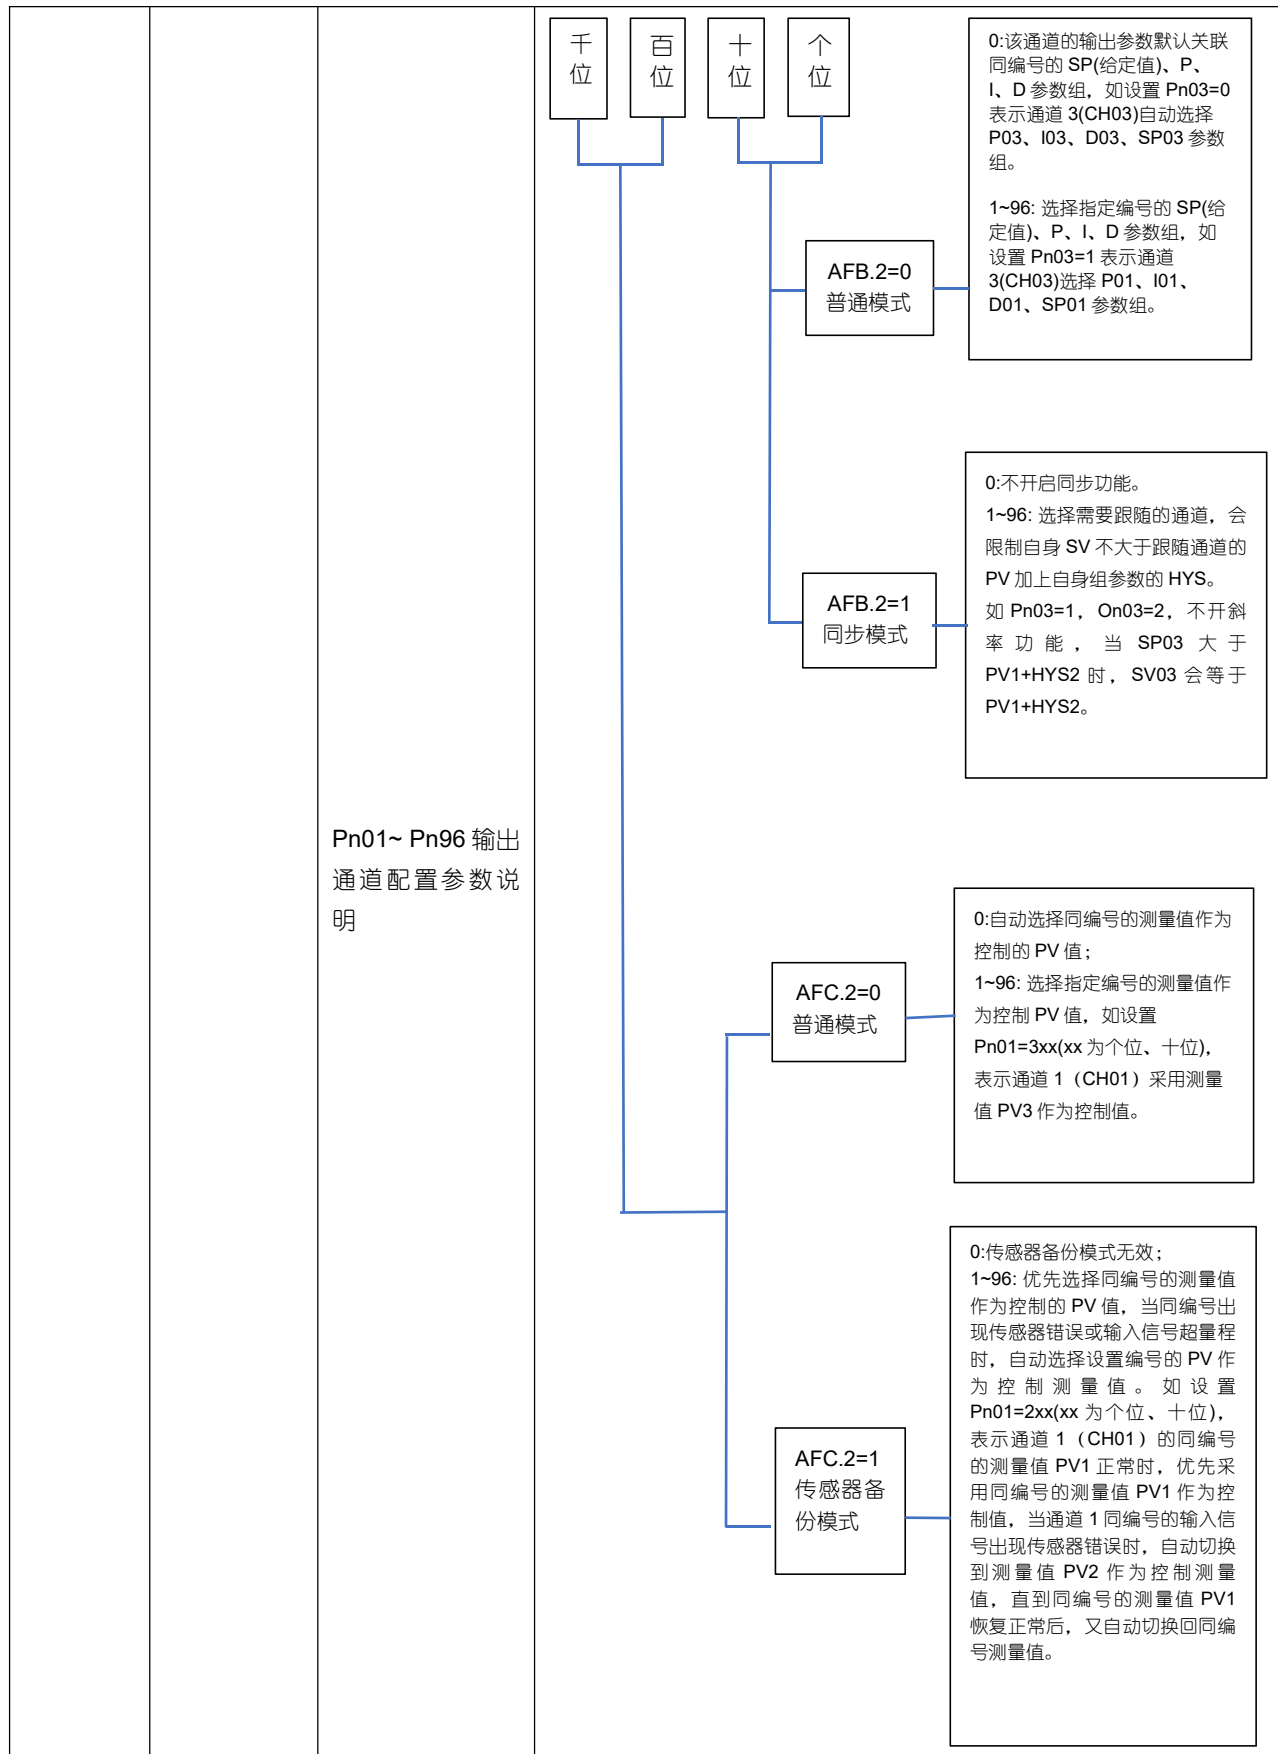 千位
百位
十位
个位
0:该通道的输出参数默认关联
同编号的 SP(给定值)、P、
I、D 参数组，如设置 Pn03=0
表示通道 3(CH03)自动选择
P03、I03、D03、SP03 参数
组。
1~96: 选择指定编号的 SP(给
定值)、P、I、D 参数组，如
设置 Pn03=1 表示通道
3(CH03)选择 P01、I01、
D01、SP01 参数组。
AFB.2=0
普通模式
0:不开启同步功能。
1~96: 选择需要跟随的通道，会
限制自身 SV 不大于跟随通道的
PV 加上自身组参数的 HYS。
如 Pn03=1，On03=2，不开斜
率功能，当 SP03 大于
PV1+HYS2 时，SV03 会等于
PV1+HYS2。
AFB.2=1
同步模式
Pn01~ Pn96 输出
通道配置参数说
明
0:自动选择同编号的测量值作为
控制的 PV 值；
1~96: 选择指定编号的测量值作
为控制 PV 值，如设置
Pn01=3xx(xx 为个位、十位)，
表示通道 1（CH01）采用测量
值 PV3 作为控制值。
AFC.2=0
普通模式
0:传感器备份模式无效；
1~96: 优先选择同编号的测量值
作为控制的 PV 值，当同编号出
现传感器错误或输入信号超量程
时，自动选择设置编号的 PV 作
为控制测量值。如设置
Pn01=2xx(xx 为个位、十位)，
表示通道 1（CH01）的同编号
的测量值 PV1 正常时，优先采
用同编号的测量值 PV1 作为控
制值，当通道 1 同编号的输入信
号出现传感器错误时，自动切换
到测量值 PV2 作为控制测量
值，直到同编号的测量值 PV1
恢复正常后，又自动切换回同编
号测量值。
AFC.2=1
传感器备
份模式